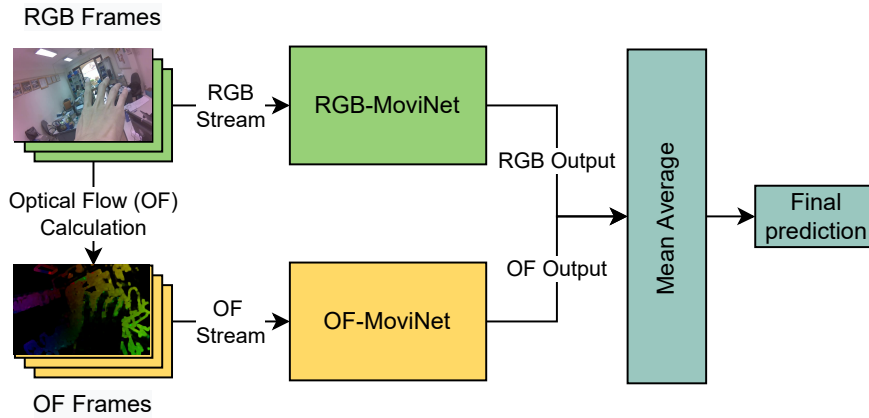 RGB Frames
RGB
Stream
RGB-MoviNet
RGB Output
Optical Flow (OF)
Calculation
OF
Stream
OF-MoviNet
OF Output
OF Frames
Mean Average
Final
prediction